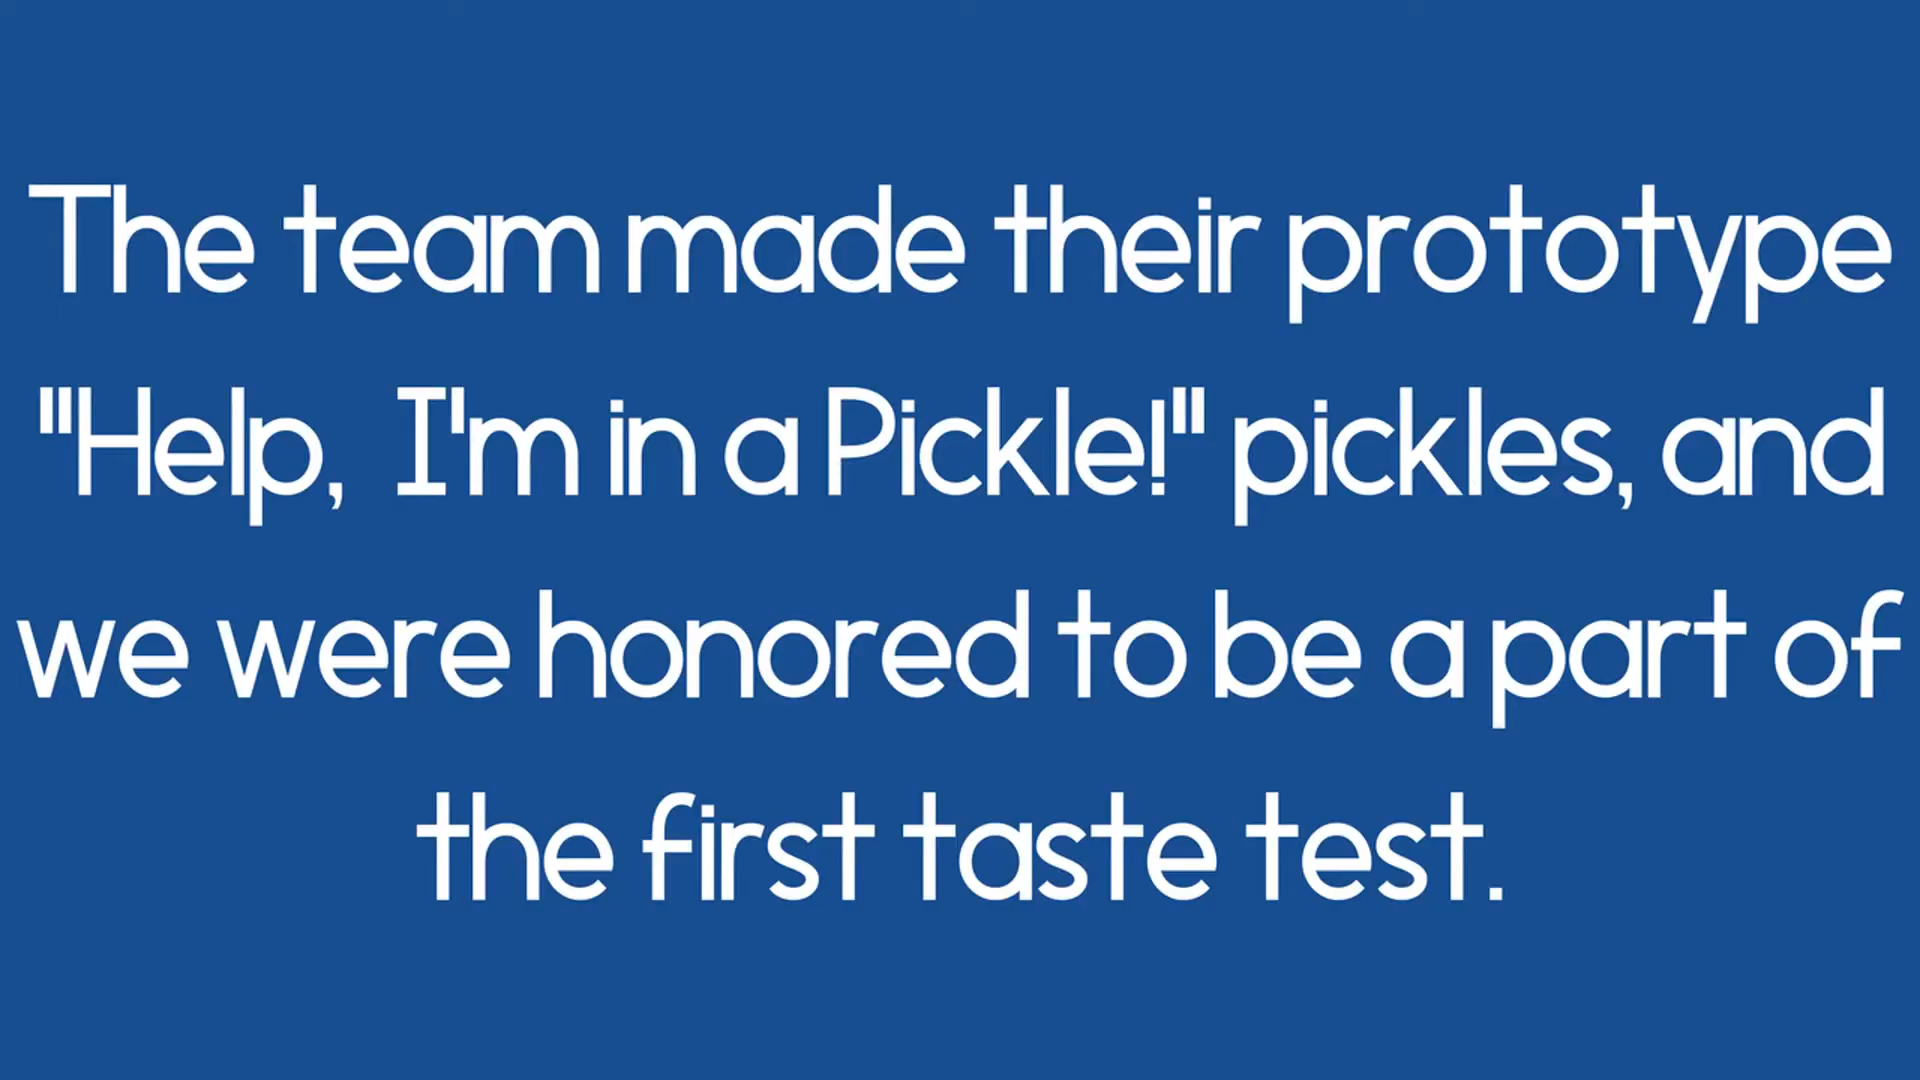 The team made their prototype
"Help, I'm in a Pickle!" pickles, and
we were honored to be a part of
the first taste test.